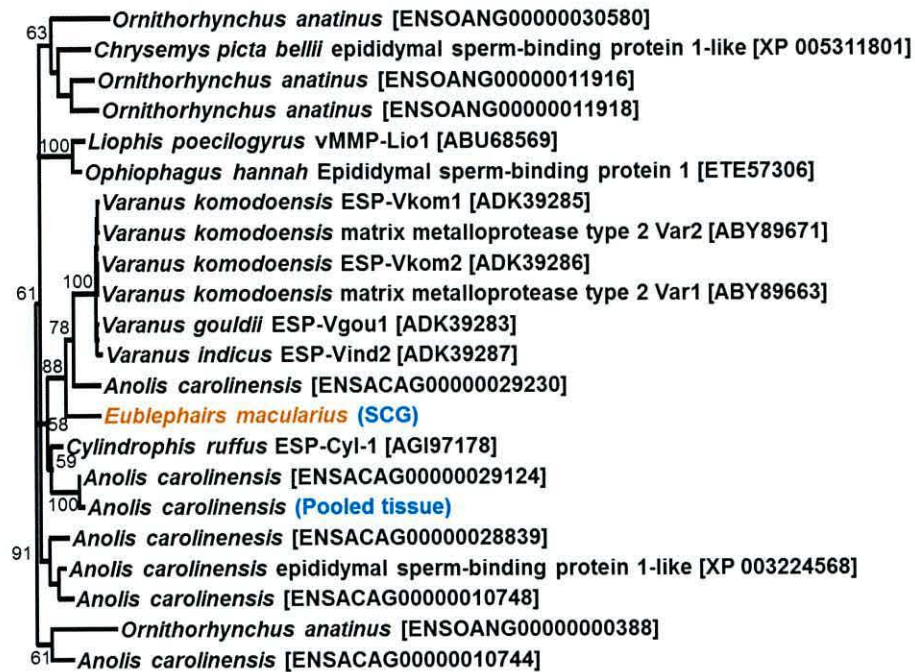 63
Ornithorhynchus anatinus [ENSOANG00000030580]
Chrysemys picta bellii epididymal sperm-binding protein 1-like [XP 005311801]
Ornithorhynchus anatinus [ENSOANG00000011916]
Ornithorhynchus anatinus [ENSOANG00000011918]
100 Liophis poecilogyrus vMMP-Lio1 [ABU68569]
Ophiophagus hannah Epididymal sperm-binding protein 1 [ETE57306]
Varanus komodoensis ESP-Vkom1 [ADK39285]
Varanus komodoensis matrix metalloprotease type 2 Var2 [ABY89671]
Varanus komodoensis ESP-Vkom2 [ADK39286]
100
61 Varanus komodoensis matrix metalloprotease type 2 Var1 [ABY89663]
78 Varanus gouldii ESP-Vgou1 [ADK39283]
Varanus indicus ESP-Vind2 [ADK39287]
88 Anolis carolinensis [ENSACAG00000029230]
Eublephairs macularius (SCG)
58
Cylindrophis ruffus ESP-Cyl-1 [AGI97178]
59
Anolis carolinensis [ENSACAG00000029124]
100 Anolis carolinensis (Pooled tissue)
Anolis carolinenesis [ENSACAG00000028839]
91
Anolis carolinensis epididymal sperm-binding protein 1-like [XP 003224568]
Anolis carolinensis [ENSACAG00000010748]
Ornithorhynchus anatinus [ENSOANG00000000388]
61 Anolis carolinensis [ENSACAG00000010744]